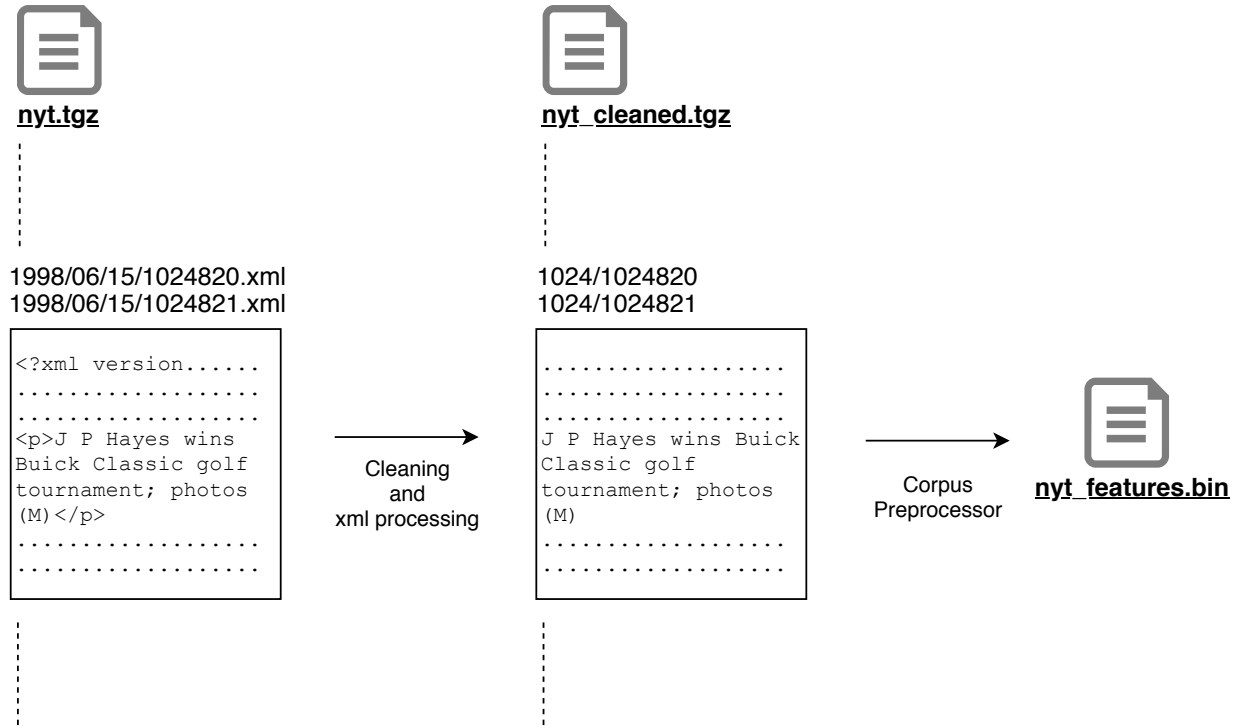 nyt.tgz
1998/06/15/1024820.xml
1998/06/15/1024821.xml
<?xml version......
...................
...................
<p>J P Hayes wins
Buick Classic golf
tournament; photos
(M)</p>
...................
...................
Cleaning
and
xml processing
nyt_cleaned.tgz
1024/1024820
1024/1024821
...................
...................
...................
J P Hayes wins Buick
Classic golf
tournament; photos
(M)
...................
...................
Corpus
Preprocessor
nyt_features.bin